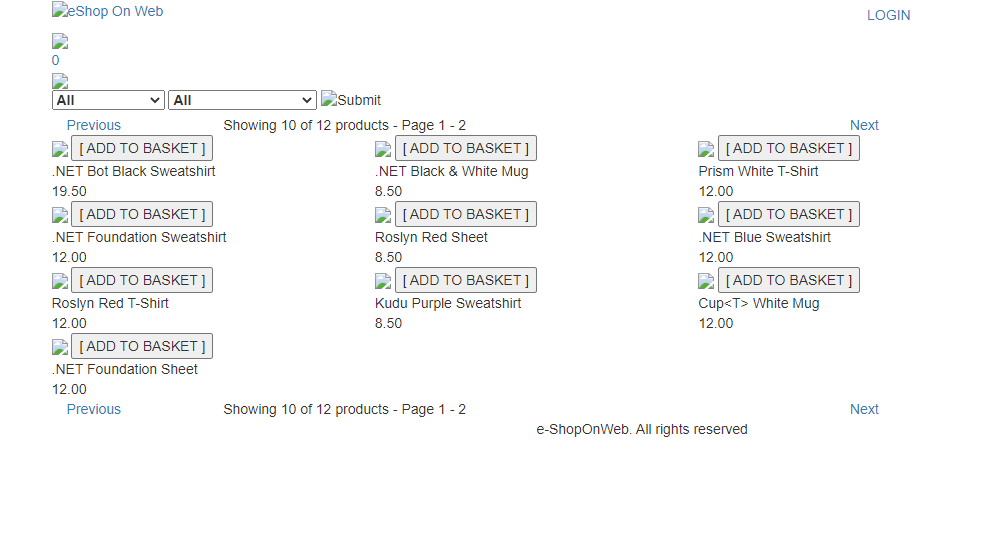 eShop On Web
LOGIN
0
All All Submit
Previous Showing 10 of 12 products - Page 1 - 2 Next
[ ADD TO BASKET ] [ ADD TO BASKET ] [ ADD TO BASKET ]
.NET Bot Black Sweatshirt .NET Black & White Mug Prism White T-Shirt
19.50 8.50 12.00
[ ADD TO BASKET ] [ ADD TO BASKET ] [ ADD TO BASKET ]
.NET Foundation Sweatshirt Roslyn Red Sheet .NET Blue Sweatshirt
12.00 8.50 12.00
[ ADD TO BASKET ] [ ADD TO BASKET ] [ ADD TO BASKET ]
Roslyn Red T-Shirt Kudu Purple Sweatshirt Cup<T> White Mug
12.00 8.50 12.00
[ ADD TO BASKET ]
.NET Foundation Sheet
12.00
Previous Showing 10 of 12 products - Page 1 - 2 Next
e-ShopOnWeb. All rights reserved